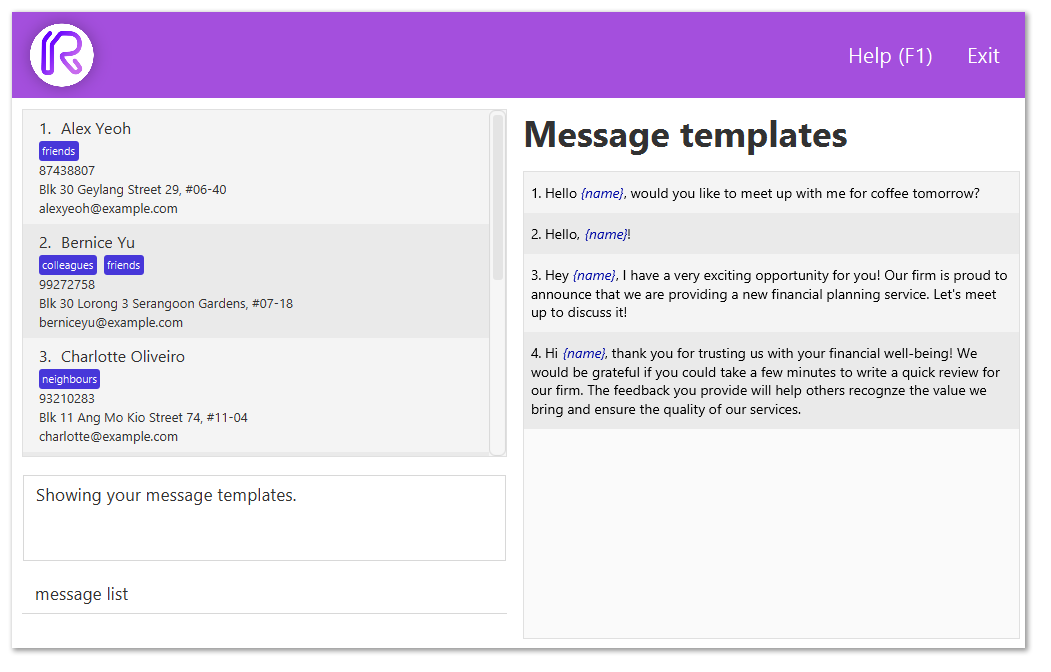 Help (F1) Exit
1. Alex Yeoh
friends
87438807
Blk 30 Geylang Street 29, #06-40
alexyeoh@example.com
2. Bernice Yu
colleagues friends
99272758
Blk 30 Lorong 3 Serangoon Gardens, #07-18
berniceyu@example.com
3. Charlotte Oliveiro
neighbours
93210283
Blk 11 Ang Mo Kio Street 74, #11-04
charlotte@example.com
Showing your message templates.
message list
Message templates
1. Hello {name}, would you like to meet up with me for coffee tomorrow?
2. Hello, {name}!
3. Hey {name}, I have a very exciting opportunity for you! Our firm is proud to
announce that we are providing a new financial planning service. Let's meet
up to discuss it!
4. Hi {name}, thank you for trusting us with your financial well-being! We
would be grateful if you could take a few minutes to write a quick review for
our firm. The feedback you provide will help others recognze the value we
bring and ensure the quality of our services.